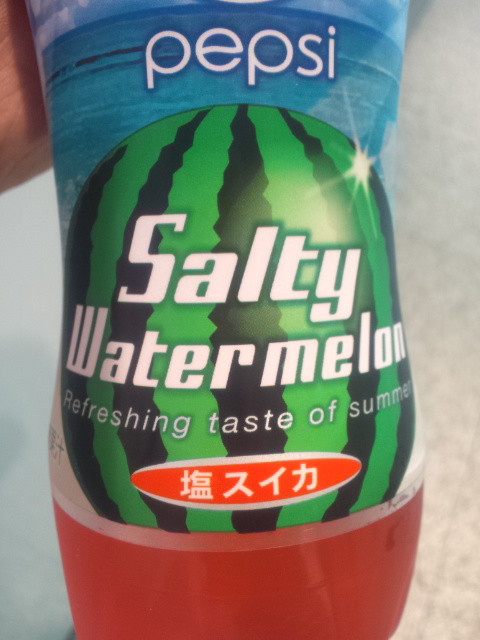 pepsi
Salty
Watermelon
Refreshing taste of summer
塩スイカ